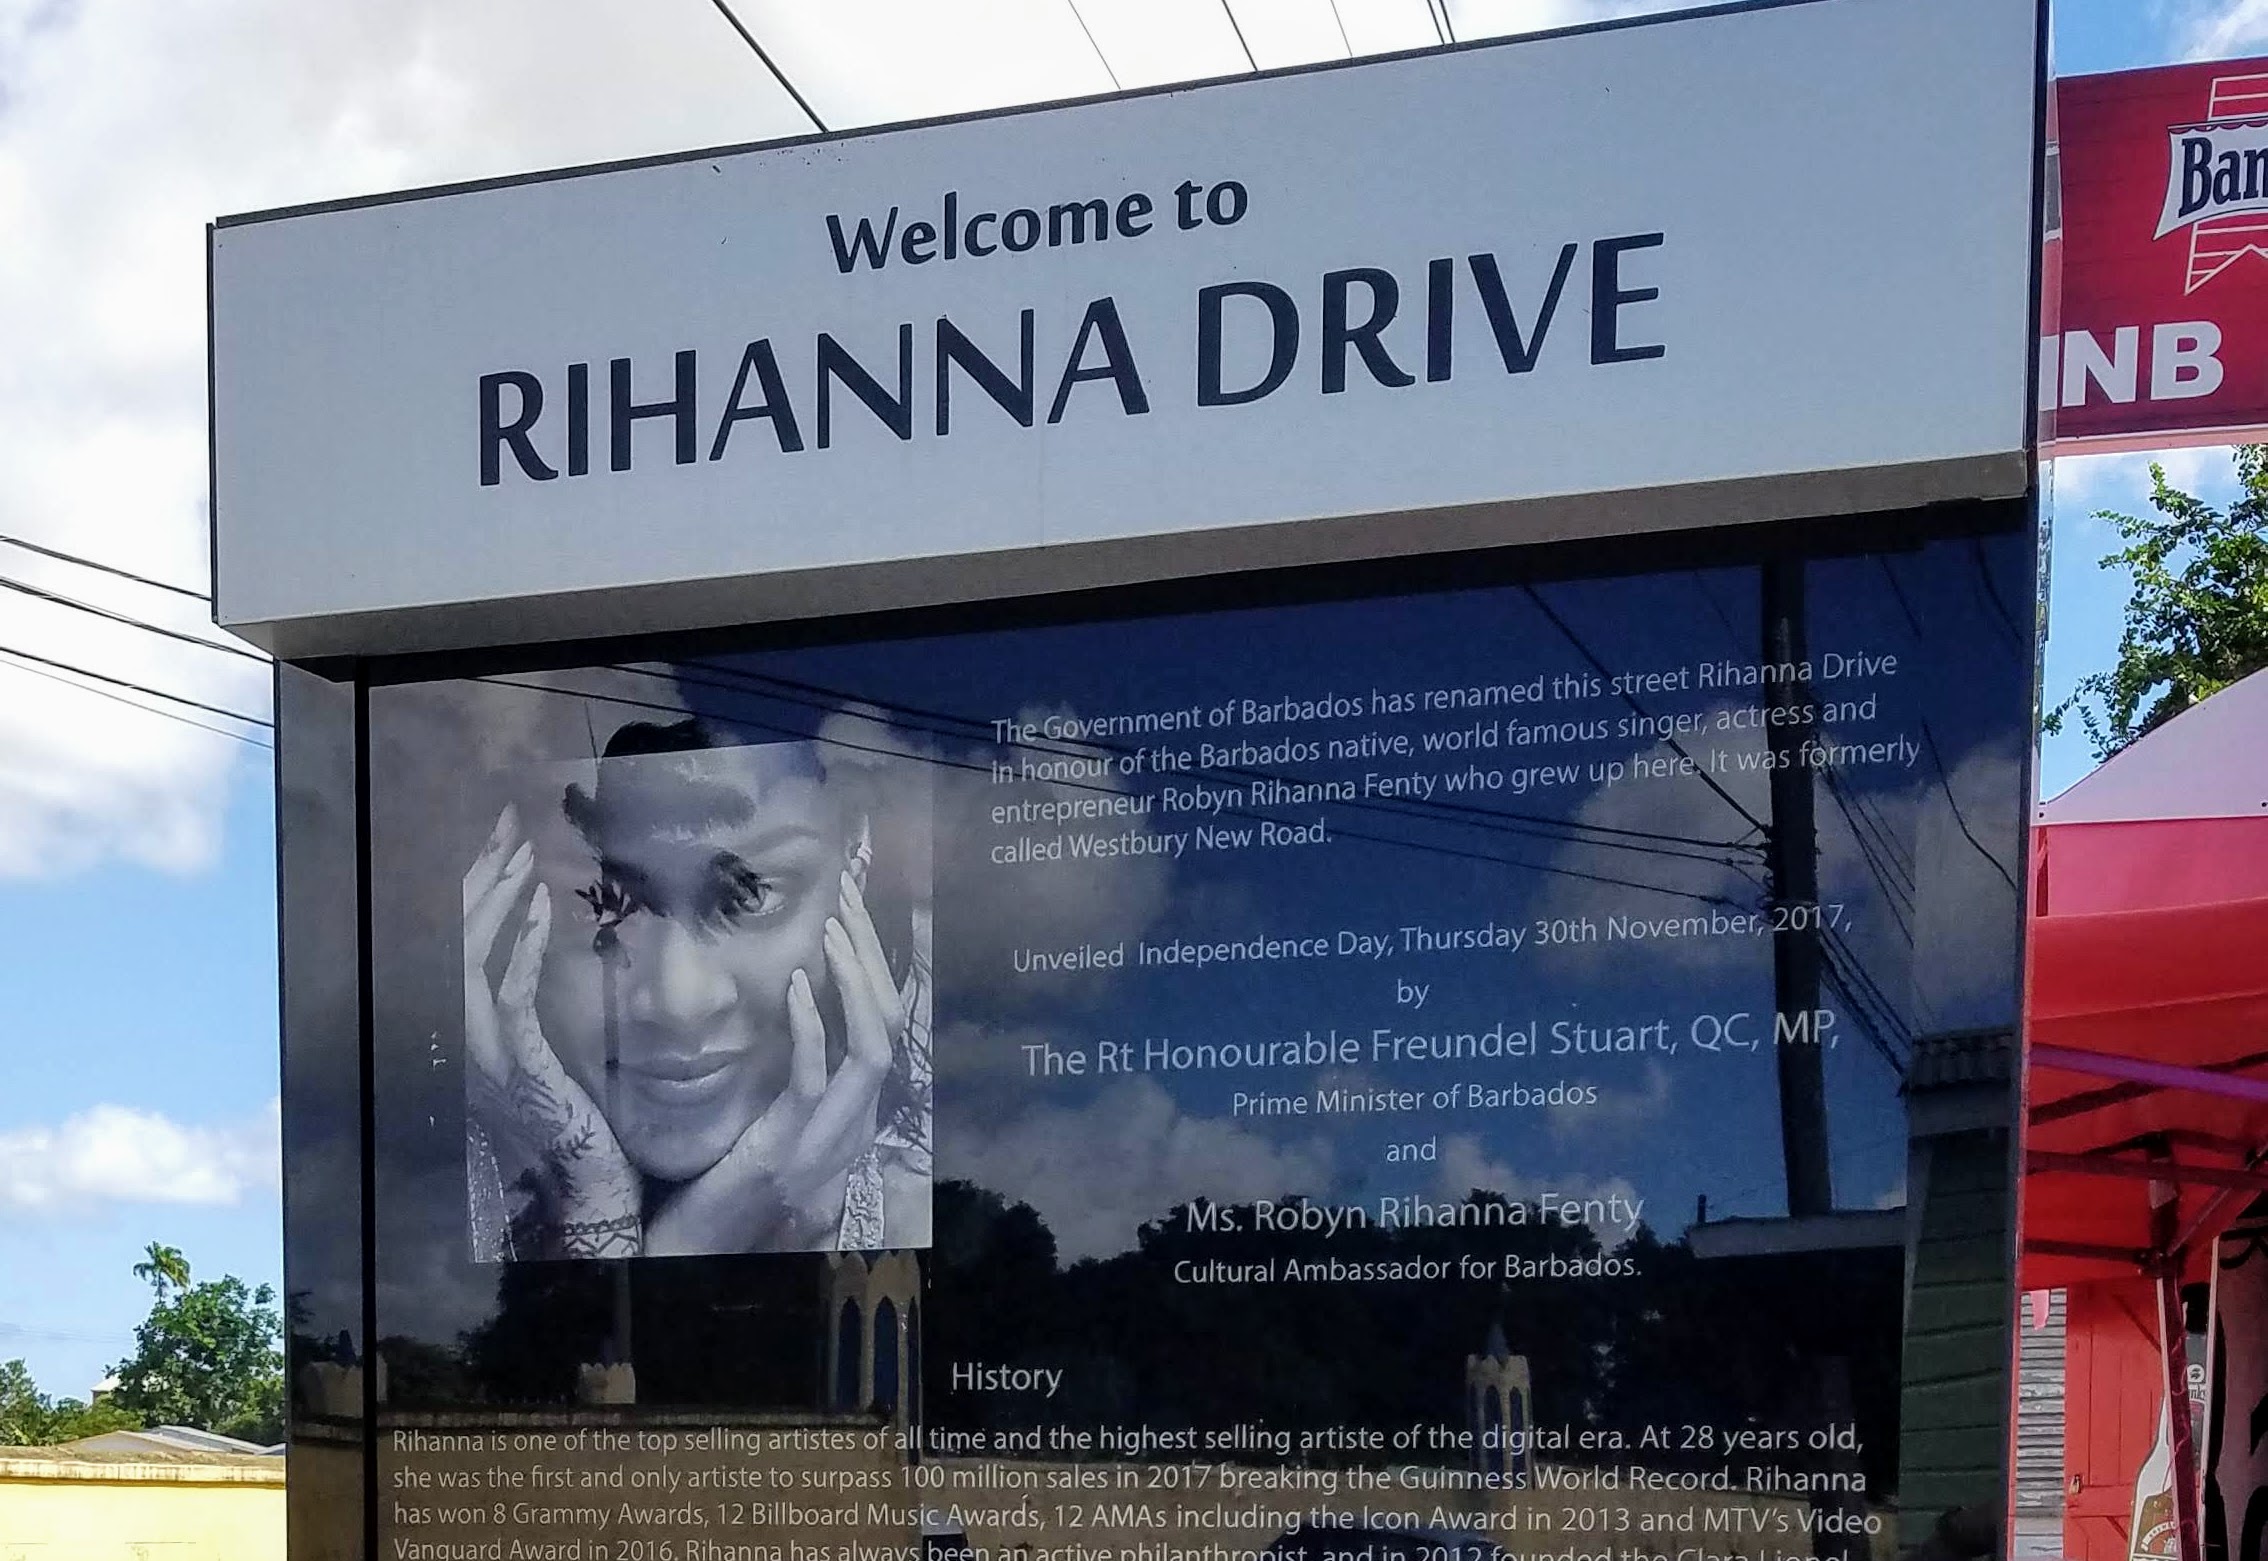 Welcome to
RIHANNA DRIVE
Ban
NB
The Government of Barbados has renamed this street Rihanna Drive
in honour of the Barbados native, world famous singer, actress and
entrepreneur Robyn Rihanna Fenty who grew up here. It was formerly
called Westbury New Road.
Unveiled Independence Day, Thursday 30th November, 2017,
by
The Rt Honourable Freundel Stuart, QC, MP,
Prime Minister of Barbados
and
Ms. Robyn Rihanna Fenty
Cultural Ambassador for Barbados.
History
Rihanna is one of the top selling artistes of all time and the highest selling artiste of the digital era. At 28 years old,
she was the first and only artiste to surpass 100 million sales in 2017 breaking the Guinness World Record. Rihanna
has won 8 Grammy Awards, 12 Billboard Music Awards, 12 AMAs including the Icon Award in 2013 and MTV's Video
Vanguard Award in 2016. Rihanna has always been an active philanthropist, and in 2012 founded the Clara Lionel